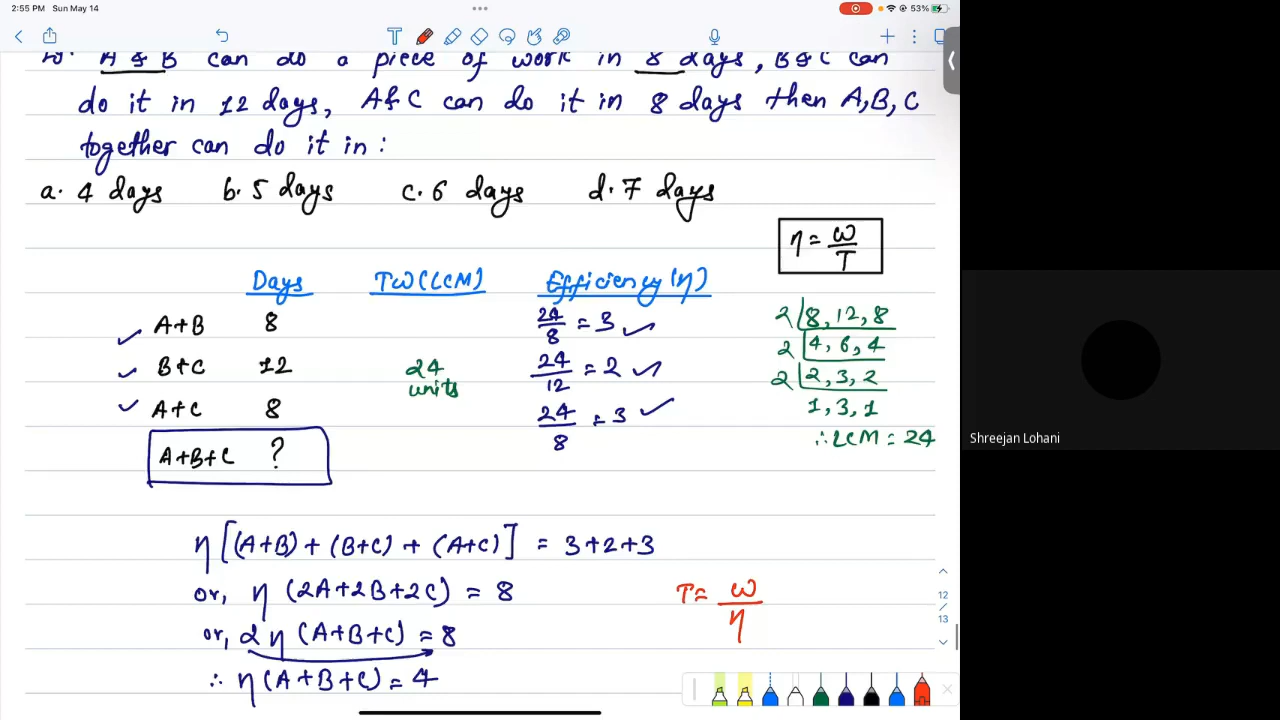 2:55 PM Sun May 14
53%
A & B can do a piece of work in 8 days, B & C can
do it in 12 days, A & C can do it in 8 days then A, B, C
together can do it in :
a. 4 days b. 5 days c. 6 days d. 7 days
η = ω/T
Days TW (LCM) Efficiency (η)
A+B 8 24/8 = 3
B+C 12 24 units 24/12 = 2
A+C 8 24/8 = 3
A+B+C ?
2 | 8, 12, 8
2 | 4, 6, 4
2 | 2, 3, 2
1, 3, 1
∴ LCM = 24
η [(A+B) + (B+C) + (A+C)] = 3+2+3
or, η (2A+2B+2C) = 8
or, 2 η (A+B+C) = 8
∴ η (A+B+C) = 4
T = ω/η
12
/
13
Shreejan Lohani